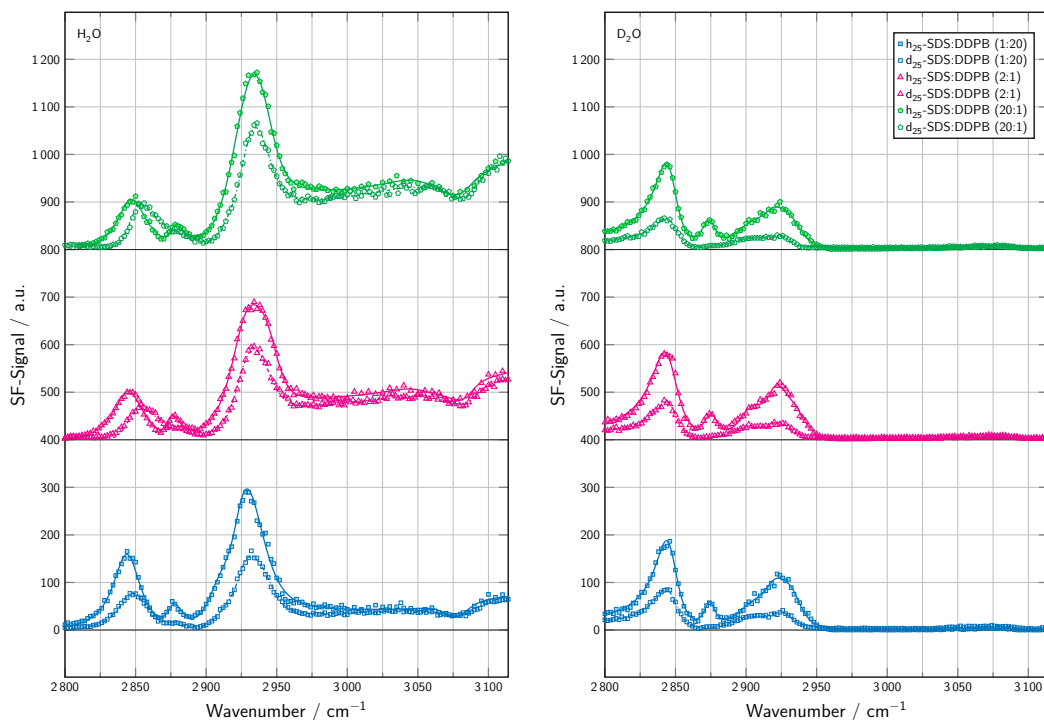 H₂O
1 200
1 100
1 000
900
800
700
600
500
400
300
200
100
0
SF-Signal / a.u.
SF-Signal / a.u.
2 800
2 850
2 900
2 950
3 000
3 050
3 100
Wavenumber / cm⁻¹
D₂O
h₂₅-SDS:DDPB (1:20)
d₂₅-SDS:DDPB (1:20)
h₂₅-SDS:DDPB (2:1)
d₂₅-SDS:DDPB (2:1)
h₂₅-SDS:DDPB (20:1)
d₂₅-SDS:DDPB (20:1)
1 200
1 100
1 000
900
800
700
600
500
400
300
200
100
0
SF-Signal / a.u.
SF-Signal / a.u.
2 800
2 850
2 900
2 950
3 000
3 050
3 100
Wavenumber / cm⁻¹